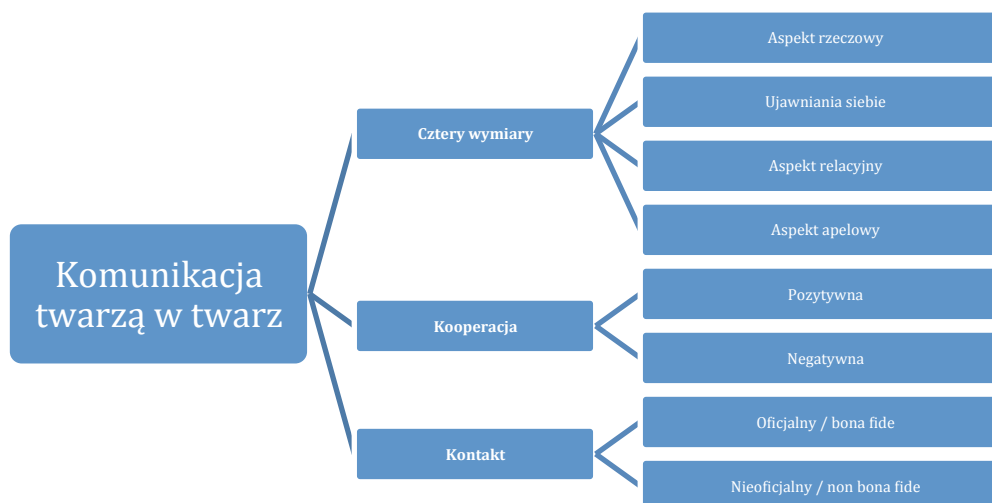 Komunikacja
twarzą w twarz
Cztery wymiary
Aspekt rzeczowy
Ujawniania siebie
Aspekt relacyjny
Aspekt apelowy
Kooperacja
Pozytywna
Negatywna
Kontakt
Oficjalny / bona fide
Nieoficjalny / non bona fide